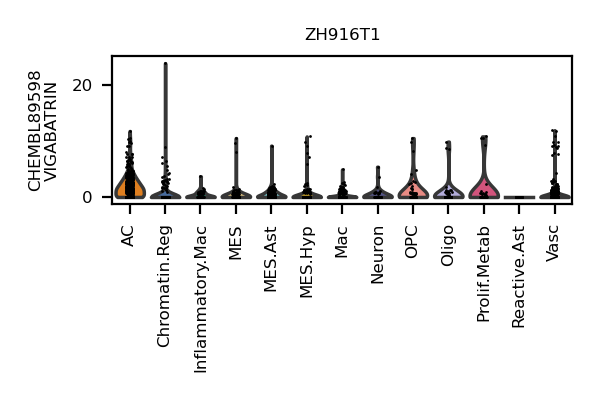 ZH916T1
CHEMBL89598
VIGABATRIN
20
0
AC
Chromatin.Reg
Inflammatory.Mac
MES
MES.Ast
MES.Hyp
Mac
Neuron
OPC
Oligo
Prolif.Metab
Reactive.Ast
Vasc